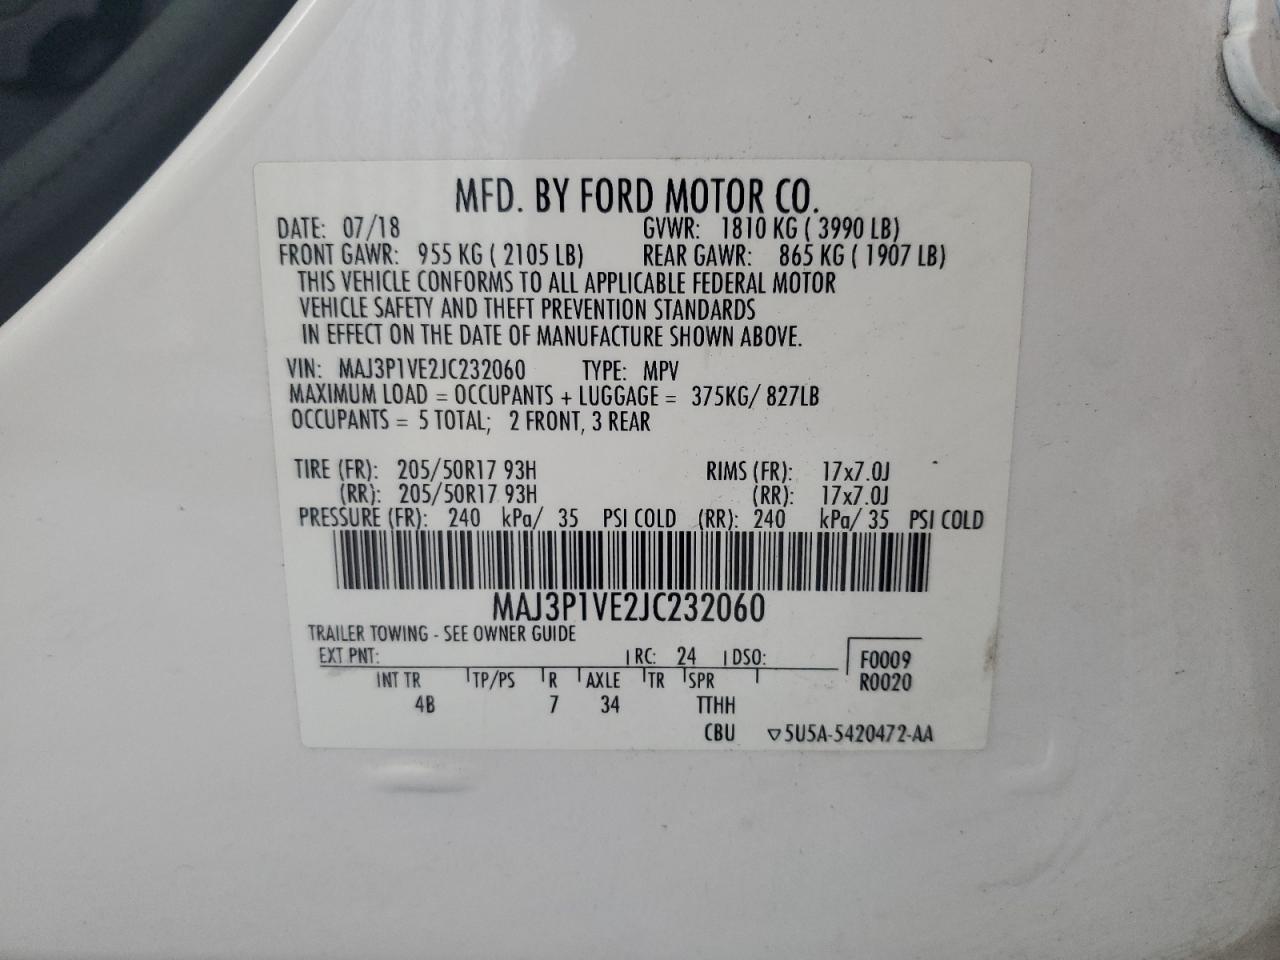 MFD. BY FORD MOTOR CO.
DATE: 07/18 GVWR: 1810 KG ( 3990 LB)
FRONT GAWR: 955 KG ( 2105 LB) REAR GAWR: 865 KG ( 1907 LB)
THIS VEHICLE CONFORMS TO ALL APPLICABLE FEDERAL MOTOR
VEHICLE SAFETY AND THEFT PREVENTION STANDARDS
IN EFFECT ON THE DATE OF MANUFACTURE SHOWN ABOVE.
VIN: MAJ3P1VE2JC232060 TYPE: MPV
MAXIMUM LOAD = OCCUPANTS + LUGGAGE = 375KG/ 827LB
OCCUPANTS = 5 TOTAL; 2 FRONT, 3 REAR
TIRE (FR): 205/50R17 93H RIMS (FR): 17x7.0J
(RR): 205/50R17 93H (RR): 17x7.0J
PRESSURE (FR): 240 kPa/ 35 PSI COLD (RR): 240 kPa/ 35 PSI COLD
MAJ3P1VE2JC232060
TRAILER TOWING - SEE OWNER GUIDE
EXT PNT: RC: 24 DSO: F0009
INT TR TP/PS R AXLE TR SPR R0020
4B 7 34 TTHH
CBU ▽5U5A-5420472-AA